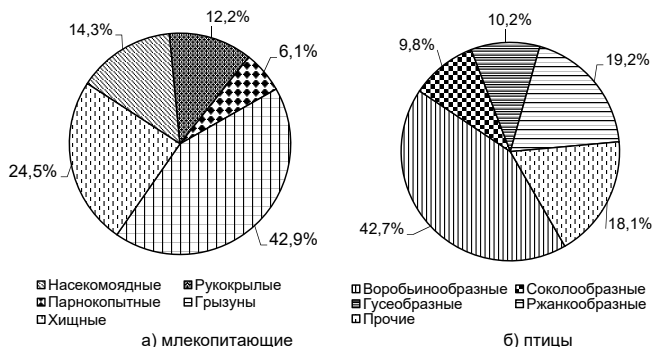 14,3%
12,2%
6,1%
24,5%
42,9%
Насекомоядные Рукокрылые
Парнокопытные Грызуны
Хищные
а) млекопитающие
10,2%
9,8%
19,2%
42,7%
18,1%
Воробьинообразные Соколообразные
Гусеобразные Ржанкообразные
Прочие
б) птицы